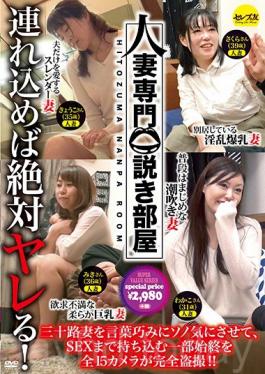 セレブ友
人妻専門
説き部屋
HITOZUMA NANPA ROOM
連れ込めば絶対ヤレる!
夫だけを愛する
スレンダー妻
きょうこさん
(35歳)
人妻
さくらさん
(39歳)
人妻
別居している
淫乱爆乳妻
普段はまじめな
潮吹き妻
みきさん
(36歳)
人妻
欲求不満な
柔らか巨乳妻
わかこさん
(31歳)
人妻
SUPER
VALUE SERIES
special price
¥2,980
三十路妻を言葉巧みにソノ気にさせて、
SEXまで持ち込む一部始終を
全15カメラが完全盗撮!!
DVD